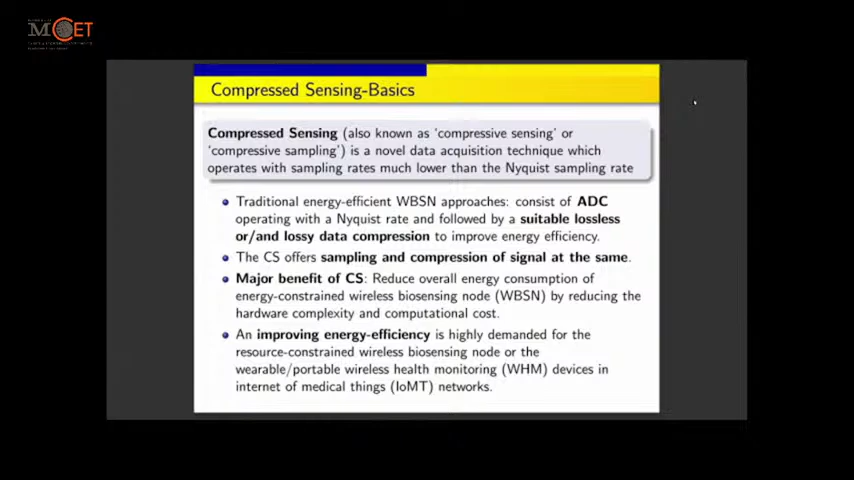 MCET
Compressed Sensing-Basics
Compressed Sensing (also known as 'compressive sensing' or
'compressive sampling') is a novel data acquisition technique which
operates with sampling rates much lower than the Nyquist sampling rate
Traditional energy-efficient WBSN approaches: consist of ADC
operating with a Nyquist rate and followed by a suitable lossless
or/and lossy data compression to improve energy efficiency.
The CS offers sampling and compression of signal at the same.
Major benefit of CS: Reduce overall energy consumption of
energy-constrained wireless biosensing node (WBSN) by reducing the
hardware complexity and computational cost.
An improving energy-efficiency is highly demanded for the
resource-constrained wireless biosensing node or the
wearable/portable wireless health monitoring (WHM) devices in
internet of medical things (IoMT) networks.